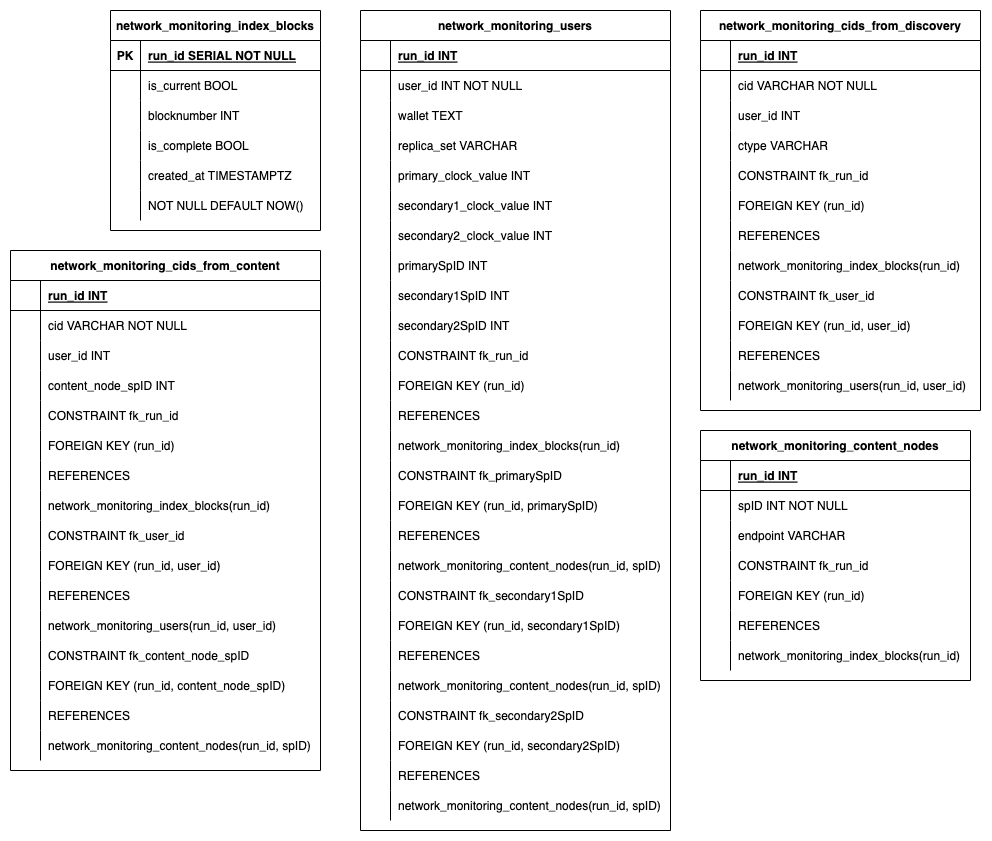 network_monitoring_index_blocks
PK run_id SERIAL NOT NULL
is_current BOOL
blocknumber INT
is_complete BOOL
created_at TIMESTAMPTZ
NOT NULL DEFAULT NOW()
network_monitoring_cids_from_content
run_id INT
cid VARCHAR NOT NULL
user_id INT
content_node_spID INT
CONSTRAINT fk_run_id
FOREIGN KEY (run_id)
REFERENCES
network_monitoring_index_blocks(run_id)
CONSTRAINT fk_user_id
FOREIGN KEY (run_id, user_id)
REFERENCES
network_monitoring_users(run_id, user_id)
CONSTRAINT fk_content_node_spID
FOREIGN KEY (run_id, content_node_spID)
REFERENCES
network_monitoring_content_nodes(run_id, spID)
network_monitoring_users
run_id INT
user_id INT NOT NULL
wallet TEXT
replica_set VARCHAR
primary_clock_value INT
secondary1_clock_value INT
secondary2_clock_value INT
primarySpID INT
secondary1SpID INT
secondary2SpID INT
CONSTRAINT fk_run_id
FOREIGN KEY (run_id)
REFERENCES
network_monitoring_index_blocks(run_id)
CONSTRAINT fk_primarySpID
FOREIGN KEY (run_id, primarySpID)
REFERENCES
network_monitoring_content_nodes(run_id, spID)
CONSTRAINT fk_secondary1SpID
FOREIGN KEY (run_id, secondary1SpID)
REFERENCES
network_monitoring_content_nodes(run_id, spID)
CONSTRAINT fk_secondary2SpID
FOREIGN KEY (run_id, secondary2SpID)
REFERENCES
network_monitoring_content_nodes(run_id, spID)
network_monitoring_cids_from_discovery
run_id INT
cid VARCHAR NOT NULL
user_id INT
ctype VARCHAR
CONSTRAINT fk_run_id
FOREIGN KEY (run_id)
REFERENCES
network_monitoring_index_blocks(run_id)
CONSTRAINT fk_user_id
FOREIGN KEY (run_id, user_id)
REFERENCES
network_monitoring_users(run_id, user_id)
network_monitoring_content_nodes
run_id INT
spID INT NOT NULL
endpoint VARCHAR
CONSTRAINT fk_run_id
FOREIGN KEY (run_id)
REFERENCES
network_monitoring_index_blocks(run_id)